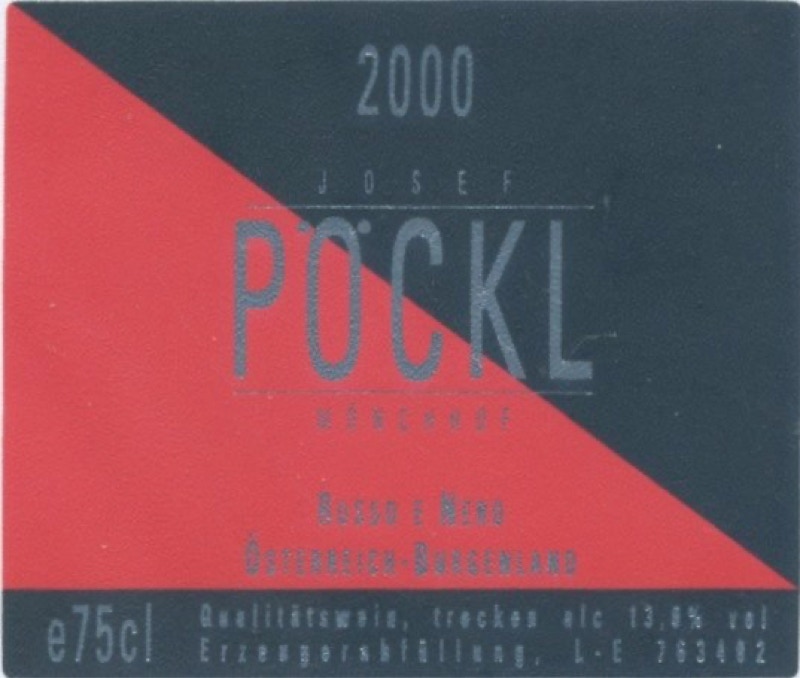 2000
JOSEF
PÖCKL
MÖNCHHOF
ROSSO E NERO
ÖSTERREICH-BURGENLAND
e75cl
Qualitätswein, trocken alc 13,0% vol
Erzeugerabfüllung, L-E 763402